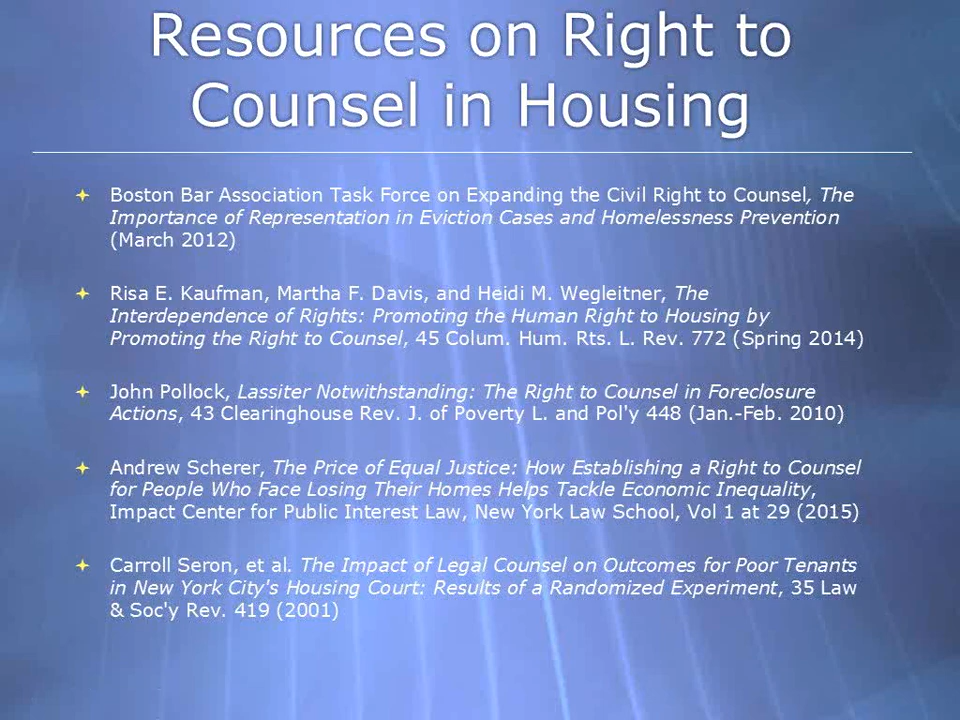 Resources on Right to
Counsel in Housing
Boston Bar Association Task Force on Expanding the Civil Right to Counsel, The
Importance of Representation in Eviction Cases and Homelessness Prevention
(March 2012)
Risa E. Kaufman, Martha F. Davis, and Heidi M. Wegleitner, The
Interdependence of Rights: Promoting the Human Right to Housing by
Promoting the Right to Counsel, 45 Colum. Hum. Rts. L. Rev. 772 (Spring 2014)
John Pollock, Lassiter Notwithstanding: The Right to Counsel in Foreclosure
Actions, 43 Clearinghouse Rev. J. of Poverty L. and Pol'y 448 (Jan.-Feb. 2010)
Andrew Scherer, The Price of Equal Justice: How Establishing a Right to Counsel
for People Who Face Losing Their Homes Helps Tackle Economic Inequality,
Impact Center for Public Interest Law, New York Law School, Vol 1 at 29 (2015)
Carroll Seron, et al. The Impact of Legal Counsel on Outcomes for Poor Tenants
in New York City's Housing Court: Results of a Randomized Experiment, 35 Law
& Soc'y Rev. 419 (2001)